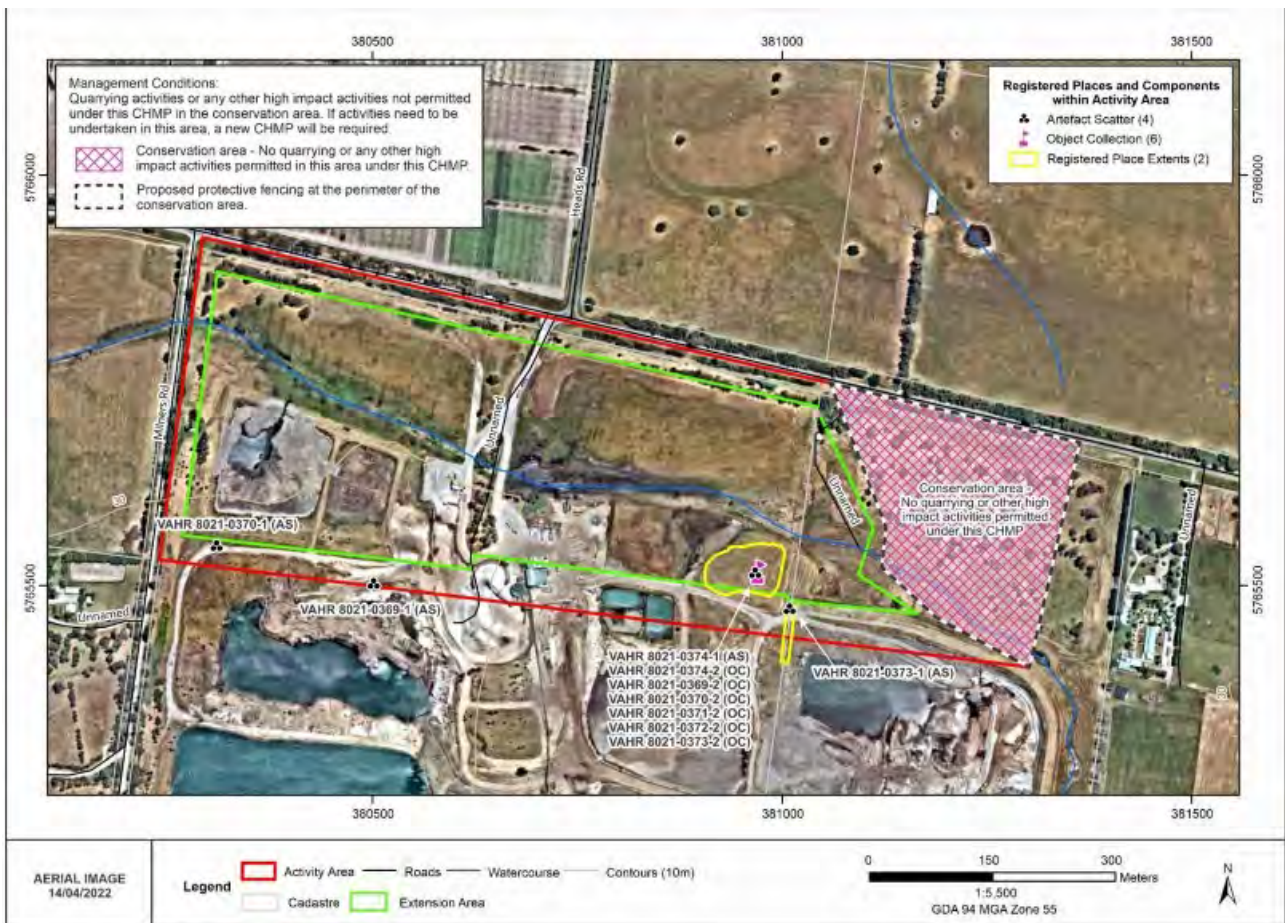 380500
381000
381500
Management Conditions:
Quarrying activities or any other high impact activities not permitted
under this CHMP in the conservation area. If activities need to be
undertaken in this area, a new CHMP will be required.
Conservation area - No quarrying or any other high
impact activities permitted in this area under this CHMP.
Proposed protective fencing at the perimeter of the
conservation area.
Registered Places and Components
within Activity Area
Artefact Scatter (4)
Object Collection (6)
Registered Place Extents (2)
5766000
5766000
Heads Rd
Milners Rd
Unnamed
Unnamed
Unnamed
Conservation area -
No quarrying or other high
impact activities permitted
under this CHMP
30
VAHR 8021-0370-1 (AS)
5765500
5765500
Unnamed
VAHR 8021-0369-1 (AS)
VAHR 8021-0374-1 (AS)
VAHR 8021-0374-2 (OC)
VAHR 8021-0369-2 (OC)
VAHR 8021-0370-2 (OC)
VAHR 8021-0371-2 (OC)
VAHR 8021-0372-2 (OC)
VAHR 8021-0373-2 (OC)
VAHR 8021-0373-1 (AS)
380500
381000
381500
AERIAL IMAGE
14/04/2022
Legend
Activity Area
Roads
Watercourse
Contours (10m)
Cadastre
Extension Area
0 150 300
Meters
1:5,500
GDA 94 MGA Zone 55
N